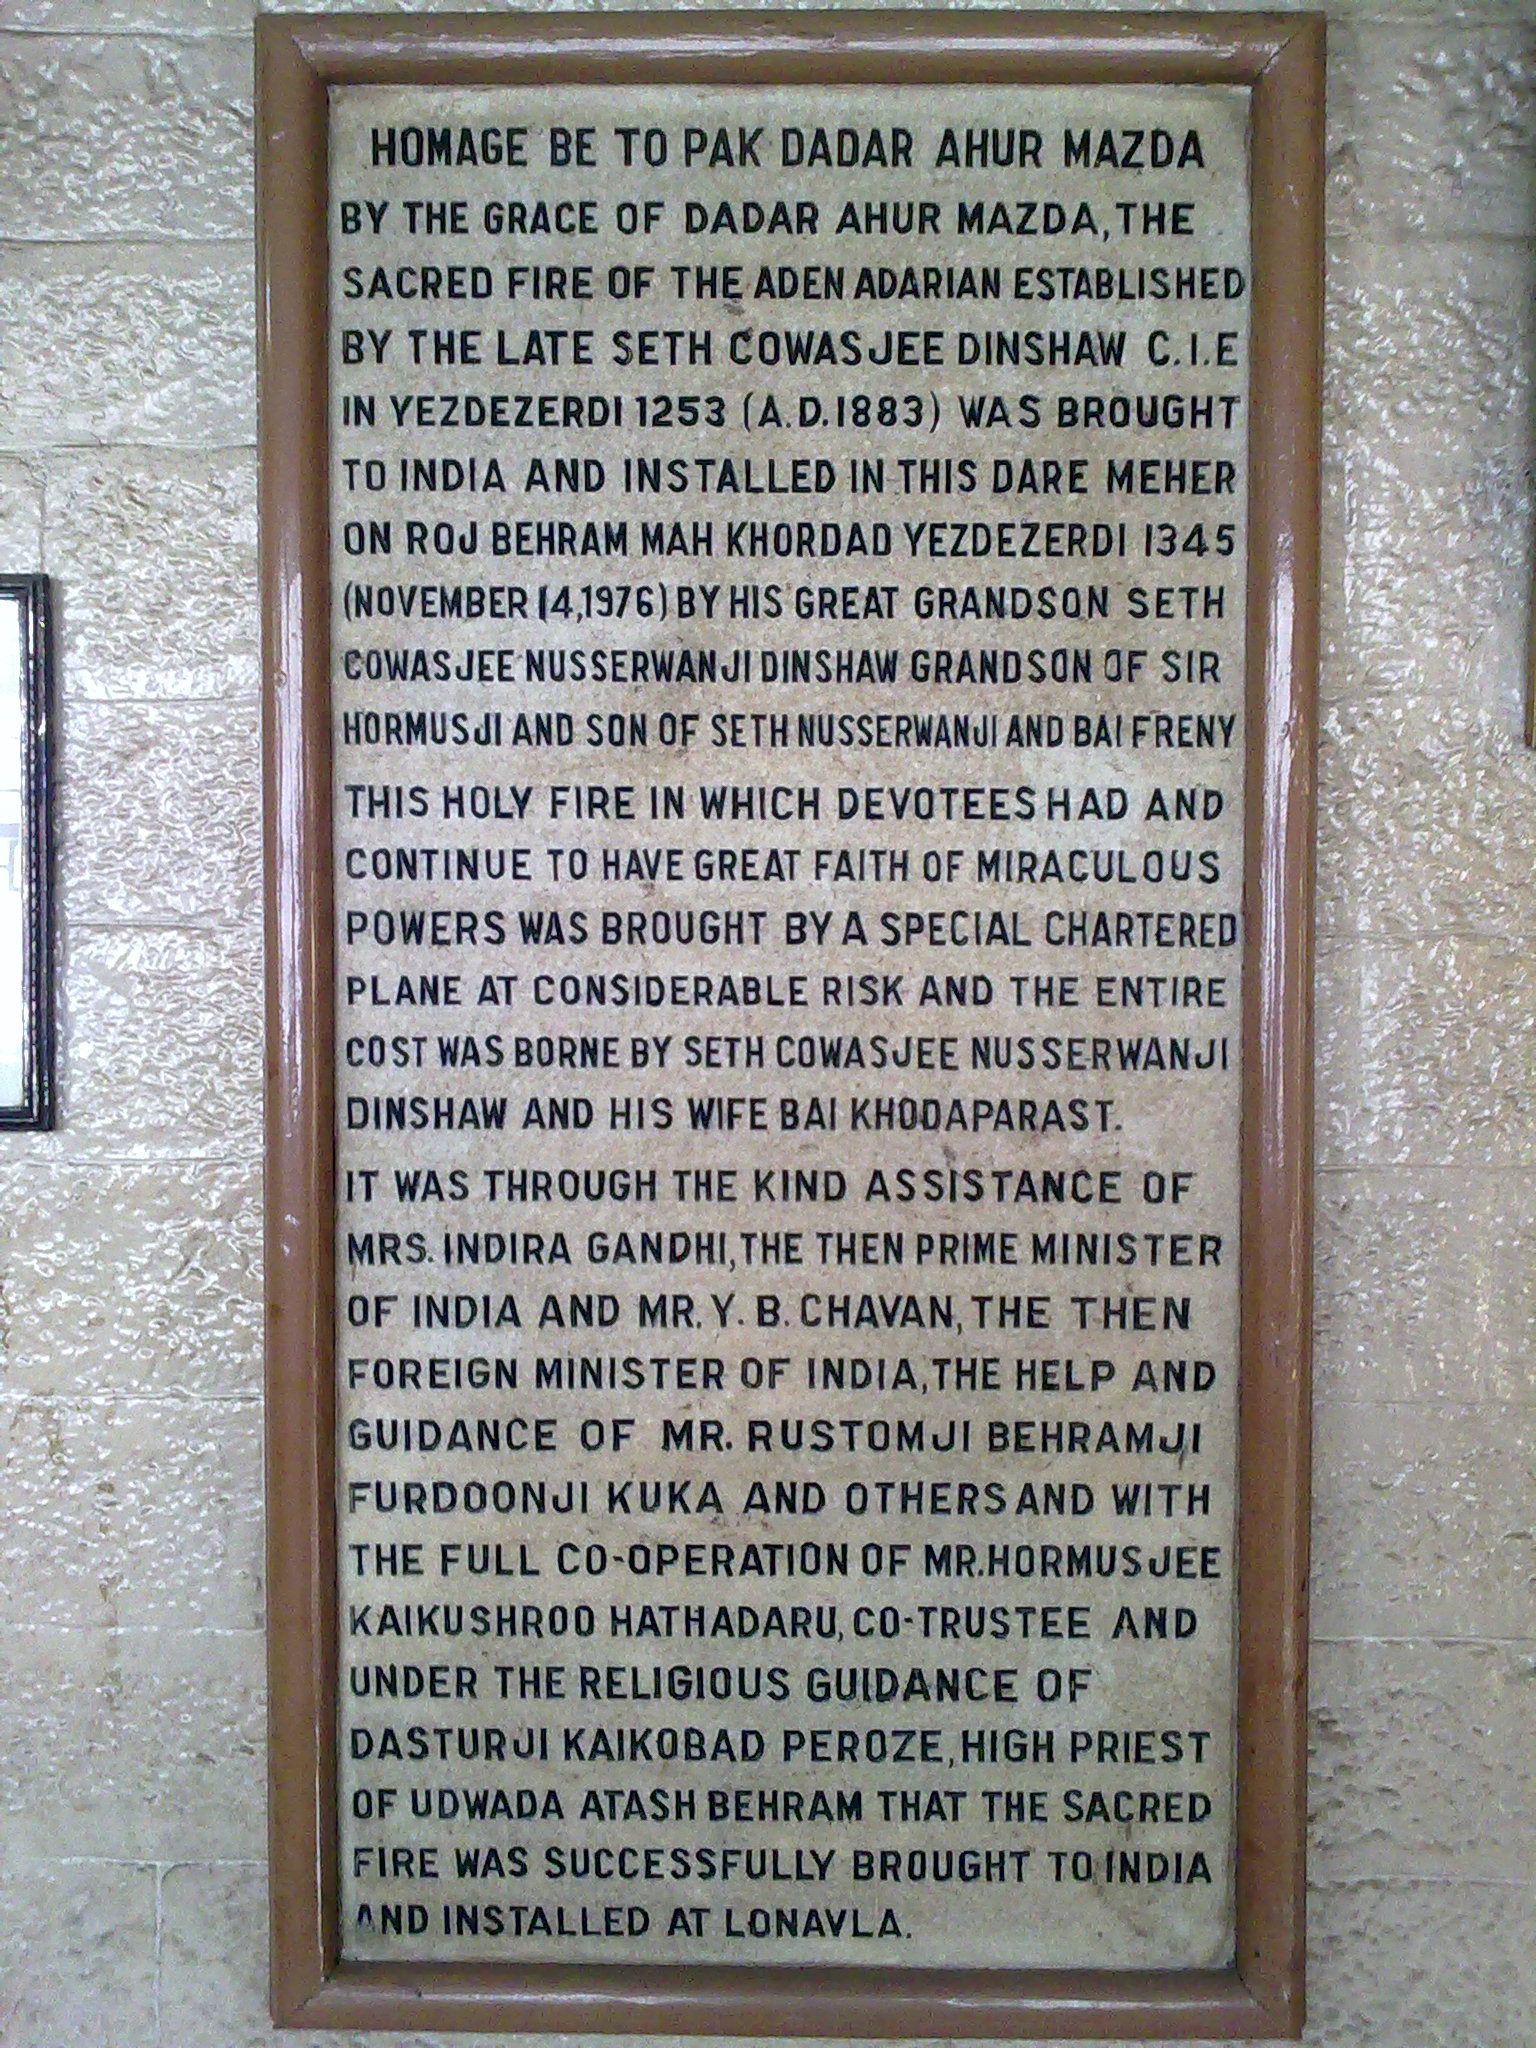 HOMAGE BE TO PAK DADAR AHUR MAZDA
BY THE GRACE OF DADAR AHUR MAZDA, THE
SACRED FIRE OF THE ADEN ADARIAN ESTABLISHED
BY THE LATE SETH COWASJEE DINSHAW C.I.E
IN YEZDEZERDI 1253 (A.D.1883) WAS BROUGHT
TO INDIA AND INSTALLED IN THIS DARE MEHER
ON ROJ BEHRAM MAH KHORDAD YEZDEZERDI 1345
(NOVEMBER 14,1976) BY HIS GREAT GRANDSON SETH
COWASJEE NUSSERWANJI DINSHAW GRANDSON OF SIR
HORMUSJI AND SON OF SETH NUSSERWANJI AND BAI FRENY
THIS HOLY FIRE IN WHICH DEVOTEES HAD AND
CONTINUE TO HAVE GREAT FAITH OF MIRACULOUS
POWERS WAS BROUGHT BY A SPECIAL CHARTERED
PLANE AT CONSIDERABLE RISK AND THE ENTIRE
COST WAS BORNE BY SETH COWASJEE NUSSERWANJI
DINSHAW AND HIS WIFE BAI KHODAPARAST.
IT WAS THROUGH THE KIND ASSISTANCE OF
MRS. INDIRA GANDHI, THE THEN PRIME MINISTER
OF INDIA AND MR. Y. B. CHAVAN, THE THEN
FOREIGN MINISTER OF INDIA, THE HELP AND
GUIDANCE OF MR. RUSTOMJI BEHRAMJI
FURDOONJI KUKA AND OTHERS AND WITH
THE FULL CO-OPERATION OF MR. HORMUSJEE
KAIKUSHROO HATHADARU, CO-TRUSTEE AND
UNDER THE RELIGIOUS GUIDANCE OF
DASTURJI KAIKOBAD PEROZE, HIGH PRIEST
OF UDWADA ATASH BEHRAM THAT THE SACRED
FIRE WAS SUCCESSFULLY BROUGHT TO INDIA
AND INSTALLED AT LONAVLA.